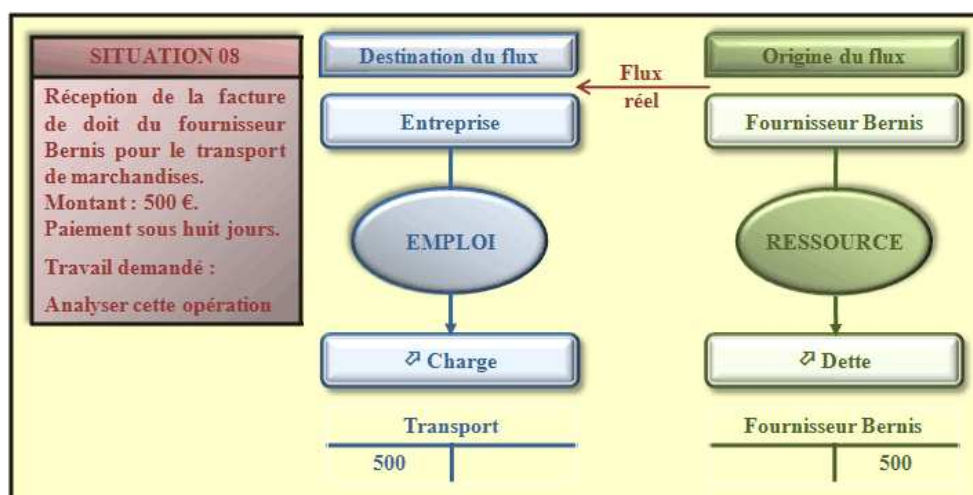 SITUATION 08
Réception de la facture
de doit du fournisseur
Bernis pour le transport
de marchandises.
Montant : 500 €.
Paiement sous huit jours.
Travail demandé :
Analyser cette opération
Destination du flux
Flux
réel
Origine du flux
Entreprise
Fournisseur Bernis
EMPLOI
RESSOURCE
⬀ Charge
⬀ Dette
Transport
500
Fournisseur Bernis
500